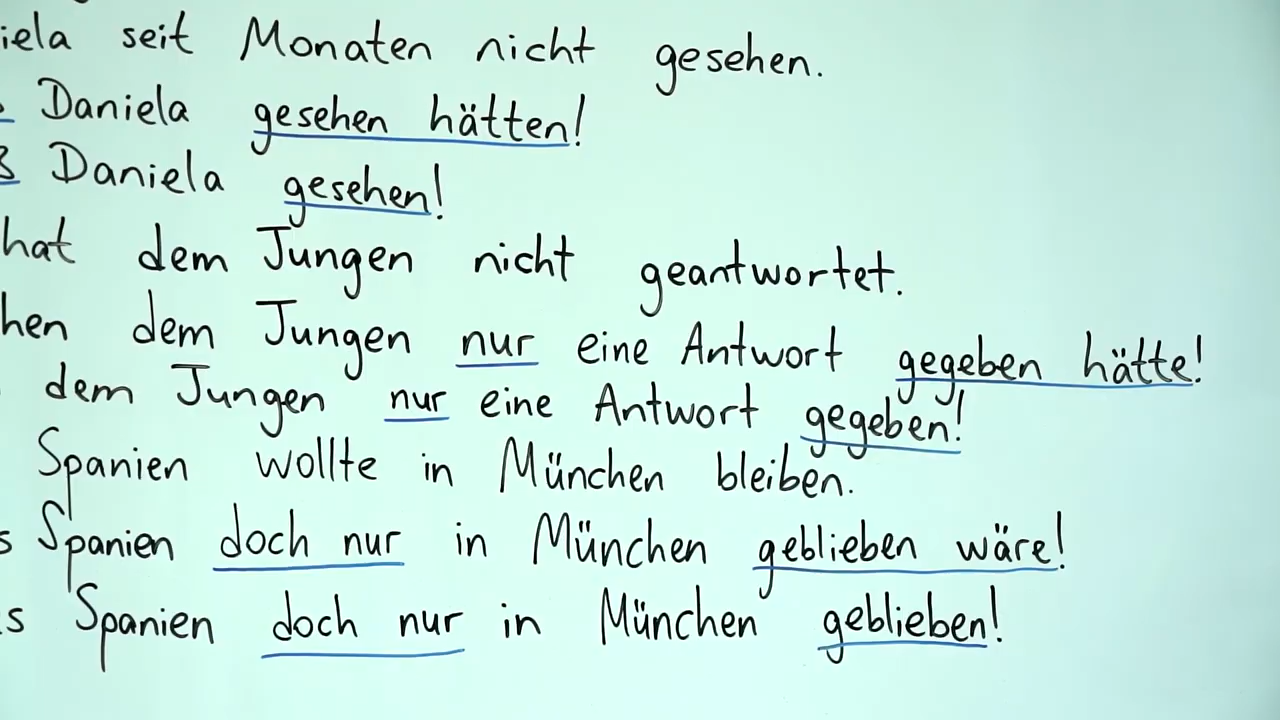 iela seit Monaten nicht gesehen.
Daniela gesehen hätten!
ß Daniela gesehen!
hat dem Jungen nicht geantwortet.
hen dem Jungen nur eine Antwort gegeben hätte!
dem Jungen nur eine Antwort gegeben!
Spanien wollte in München bleiben.
s Spanien doch nur in München geblieben wäre!
s Spanien doch nur in München geblieben!